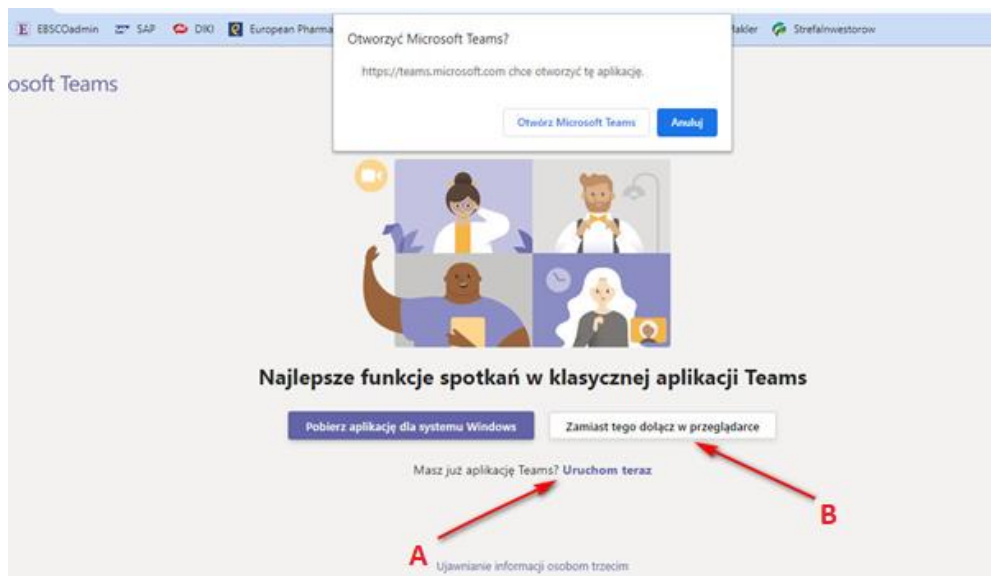 EBSCOadmin SAP DIKI European Pharma Makler StrefaInwestorow
Otworzyć Microsoft Teams?
https://teams.microsoft.com chce otworzyć tę aplikację.
Otwórz Microsoft Teams Anuluj
osoft Teams
Najlepsze funkcje spotkań w klasycznej aplikacji Teams
Pobierz aplikację dla systemu Windows Zamiast tego dołącz w przeglądarce
Masz już aplikację Teams? Uruchom teraz
B
A
Ujawnianie informacji osobom trzecim